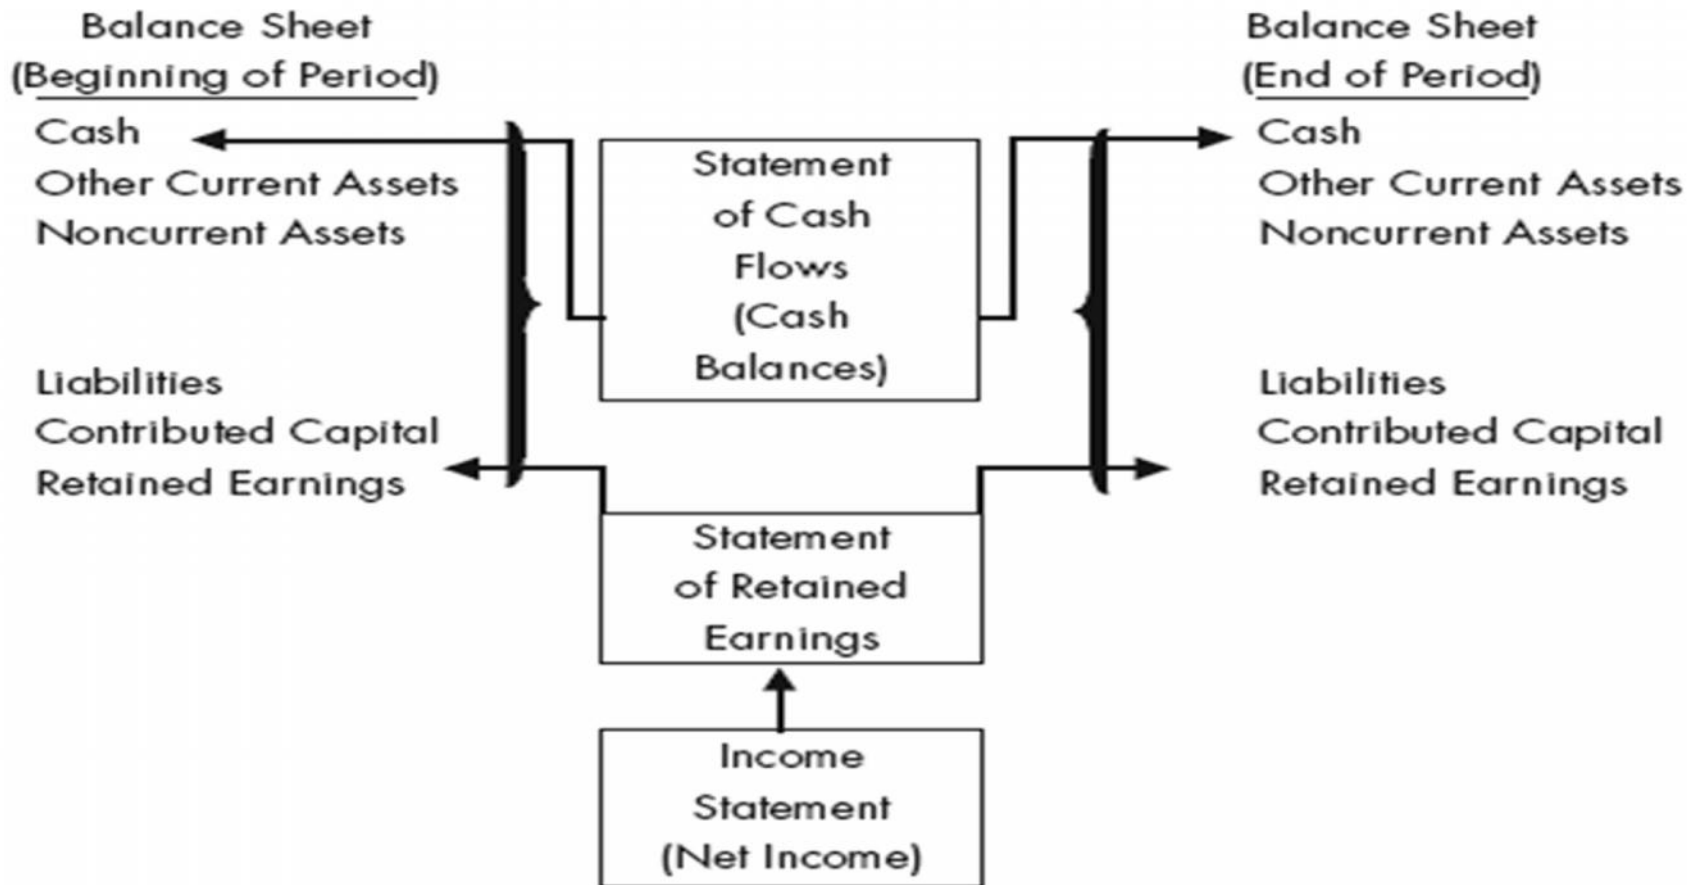 Balance Sheet
(Beginning of Period)
Cash
Other Current Assets
Noncurrent Assets
Liabilities
Contributed Capital
Retained Earnings
Statement
of Cash
Flows
(Cash
Balances)
Statement
of Retained
Earnings
Income
Statement
(Net Income)
Balance Sheet
(End of Period)
Cash
Other Current Assets
Noncurrent Assets
Liabilities
Contributed Capital
Retained Earnings